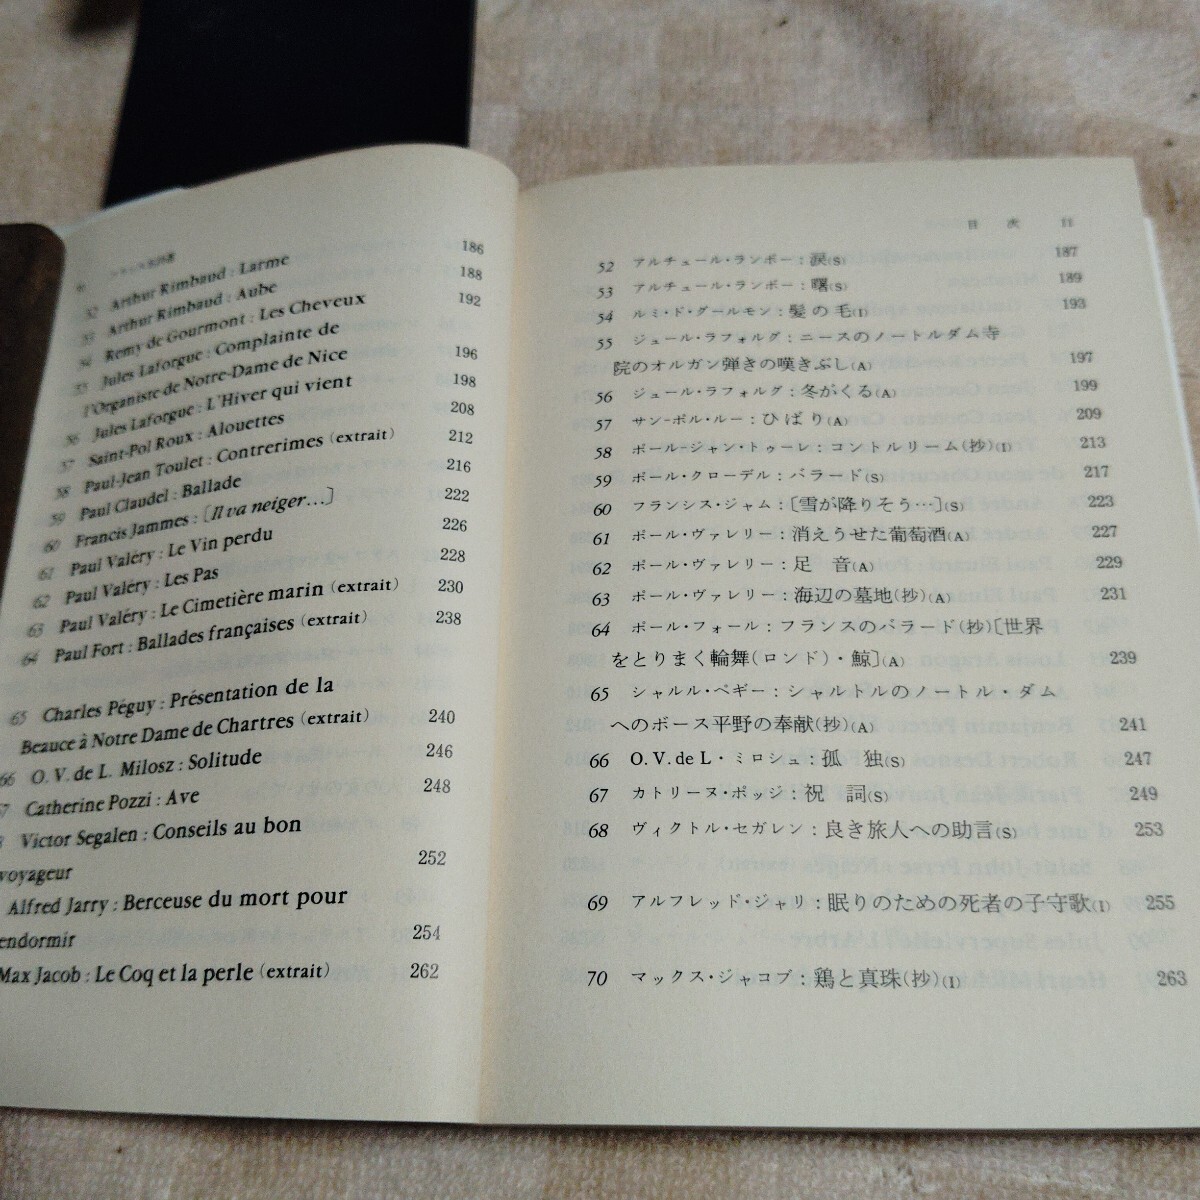 フランス名詩選
52 Arthur Rimbaud : Larme 186
53 Arthur Rimbaud : Aube 188
54 Remy de Gourmont : Les Cheveux 192
55 Jules Laforgue : Complainte de
l'Organiste de Notre-Dame de Nice 196
56 Jules Laforgue : L'Hiver qui vient 198
57 Saint-Pol Roux : Alouettes 208
58 Paul-Jean Toulet : Contrerimes (extrait) 212
59 Paul Claudel : Ballade 216
60 Francis Jammes : [Il va neiger...] 222
61 Paul Valéry : Le Vin perdu 226
62 Paul Valéry : Les Pas 228
63 Paul Valéry : Le Cimetière marin (extrait) 230
64 Paul Fort : Ballades françaises (extrait) 238
65 Charles Péguy : Présentation de la
Beauce à Notre Dame de Chartres (extrait) 240
66 O. V. de L. Milosz : Solitude 246
67 Catherine Pozzi : Ave 248
Victor Segalen : Conseils au bon
voyageur 252
Alfred Jarry : Berceuse du mort pour
endormir 254
Max Jacob : Le Coq et la perle (extrait) 262
目次
52 アルチュール・ランボー : 涙(S) 187
53 アルチュール・ランボー : 曙(S) 189
54 ルミ・ド・グールモン : 髪の毛(I) 193
55 ジュール・ラフォルグ : ニースのノートルダム寺
院のオルガン弾きの嘆きぶし(A) 197
56 ジュール・ラフォルグ : 冬がくる(A) 199
57 サン-ポル・ルー : ひばり(A) 209
58 ポール-ジャン・トゥーレ : コントルリーム(抄)(I) 213
59 ポール・クローデル : バラード(S) 217
60 フランシス・ジャム : [雪が降りそう…](S) 223
61 ポール・ヴァレリー : 消えうせた葡萄酒(A) 227
62 ポール・ヴァレリー : 足 音(A) 229
63 ポール・ヴァレリー : 海辺の墓地(抄)(A) 231
64 ポール・フォール : フランスのバラード(抄)[世界
をとりまく輪舞(ロンド)・鯨](A) 239
65 シャルル・ペギー : シャルトルのノートル・ダム
へのボース平野の奉献(抄)(A) 241
66 O. V. de L・ミロシュ : 孤 独(S) 247
67 カトリーヌ・ポッジ : 祝 詞(S) 249
68 ヴィクトル・セガレン : 良き旅人への助言(S) 253
69 アルフレッド・ジャリ : 眠りのための死者の子守歌(I) 255
70 マックス・ジャコブ : 鶏と真珠(抄)(I) 263